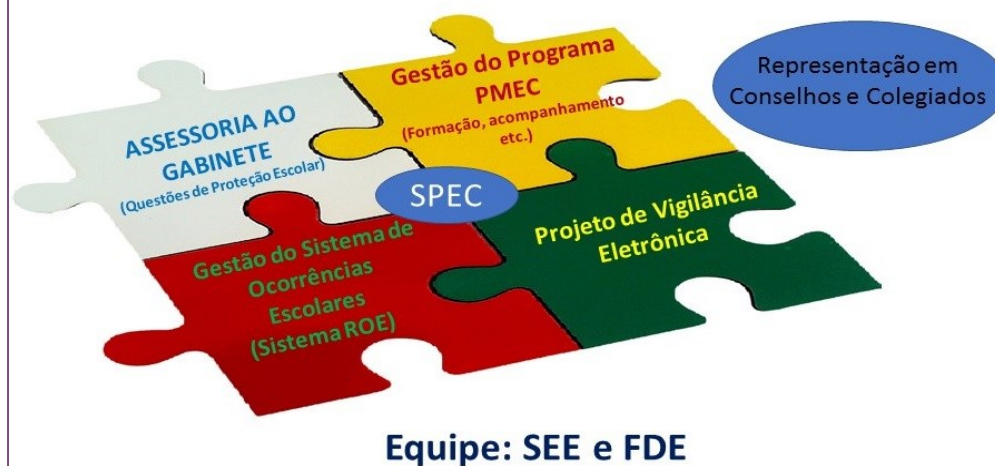 ASSESSORIA AO
GABINETE
(Questões de Proteção Escolar)
Gestão do Programa
PMEC
(Formação, acompanhamento
etc.)
Representação em
Conselhos e Colegiados
SPEC
Gestão do Sistema de
Ocorrências
Escolares
(Sistema ROE)
Projeto de Vigilância
Eletrônica
Equipe: SEE e FDE